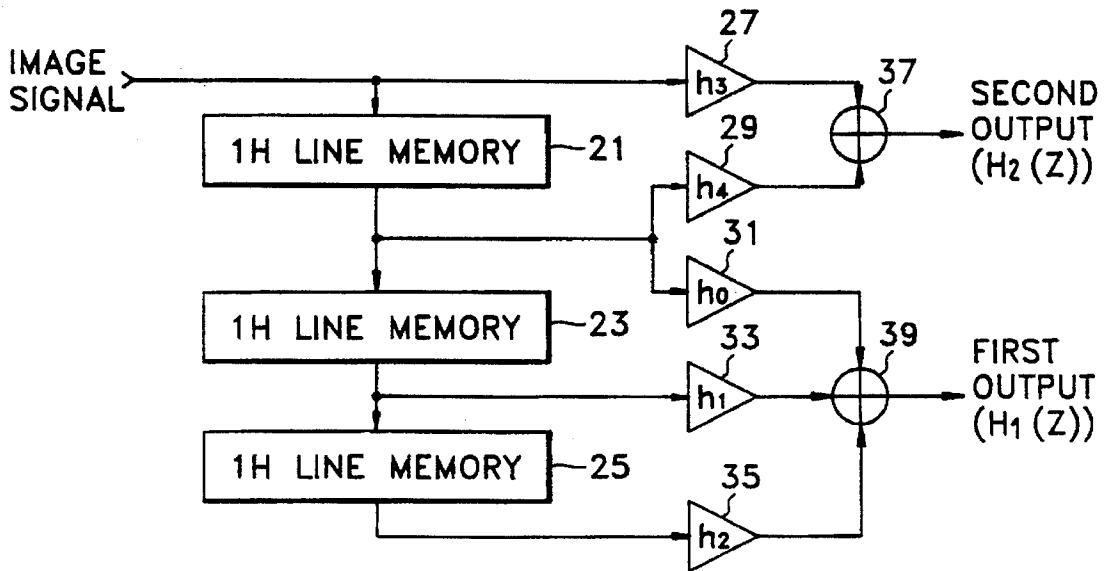 27
IMAGE
SIGNAL
h3
37
SECOND
OUTPUT
(H2 (Z))
1H LINE MEMORY
21
29
h4
31
h0
1H LINE MEMORY
23
33
39
FIRST
OUTPUT
(H1 (Z))
h1
1H LINE MEMORY
25
35
h2